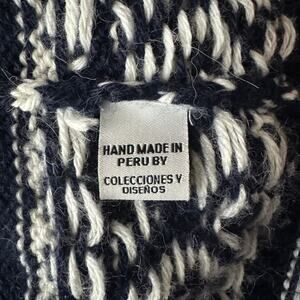 HAND MADE IN
PERU BY
COLECCIONES Y
DISEÑOS